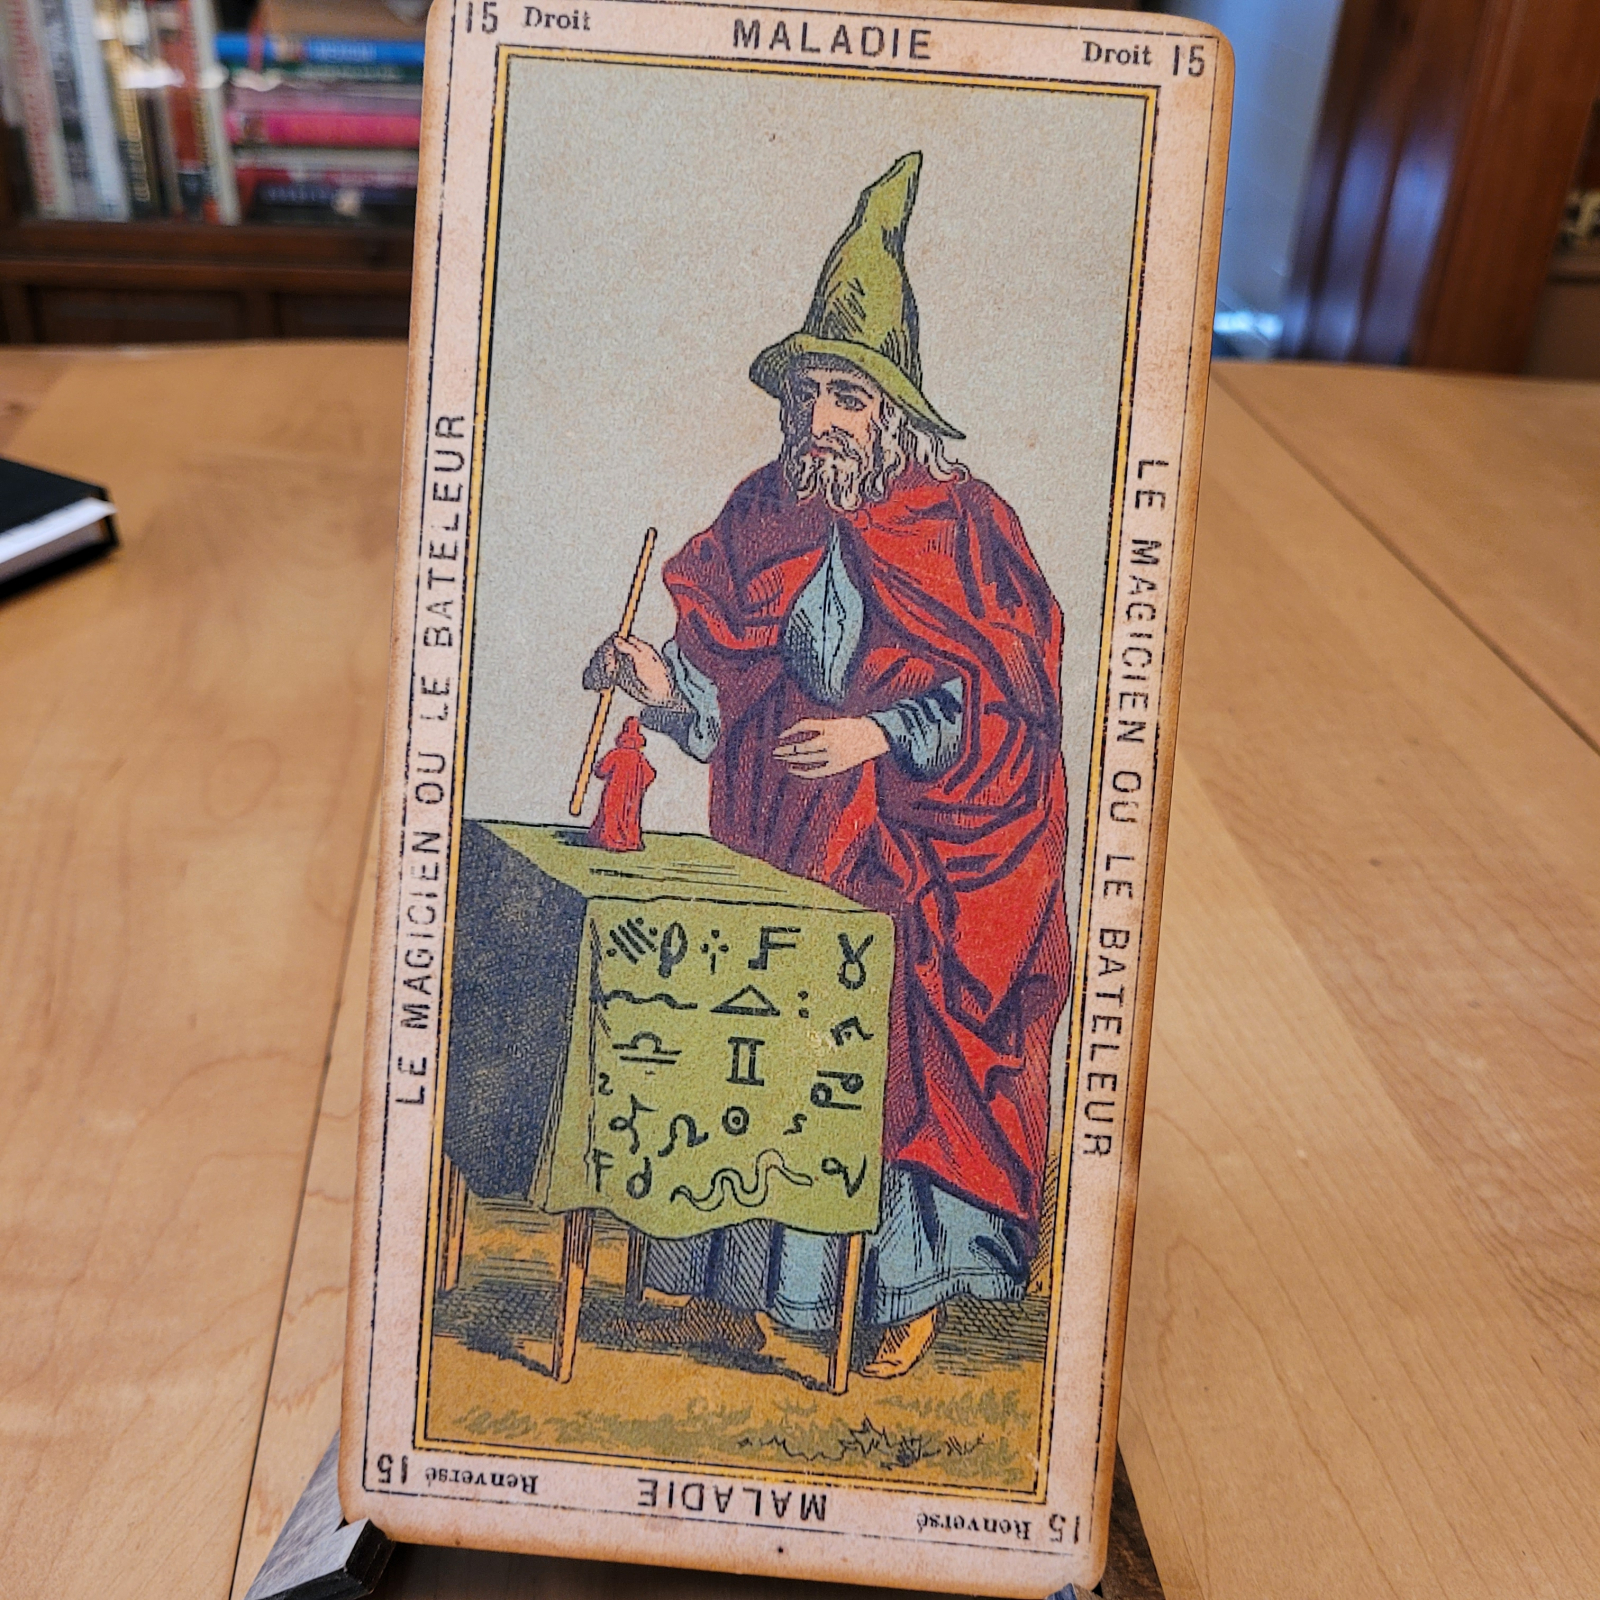 15 Droit MALADIE Droit 15
LE MAGICIEN OU LE BATELEUR
LE MAGICIEN OU LE BATELEUR
15 Renversé MALADIE Renversé 15